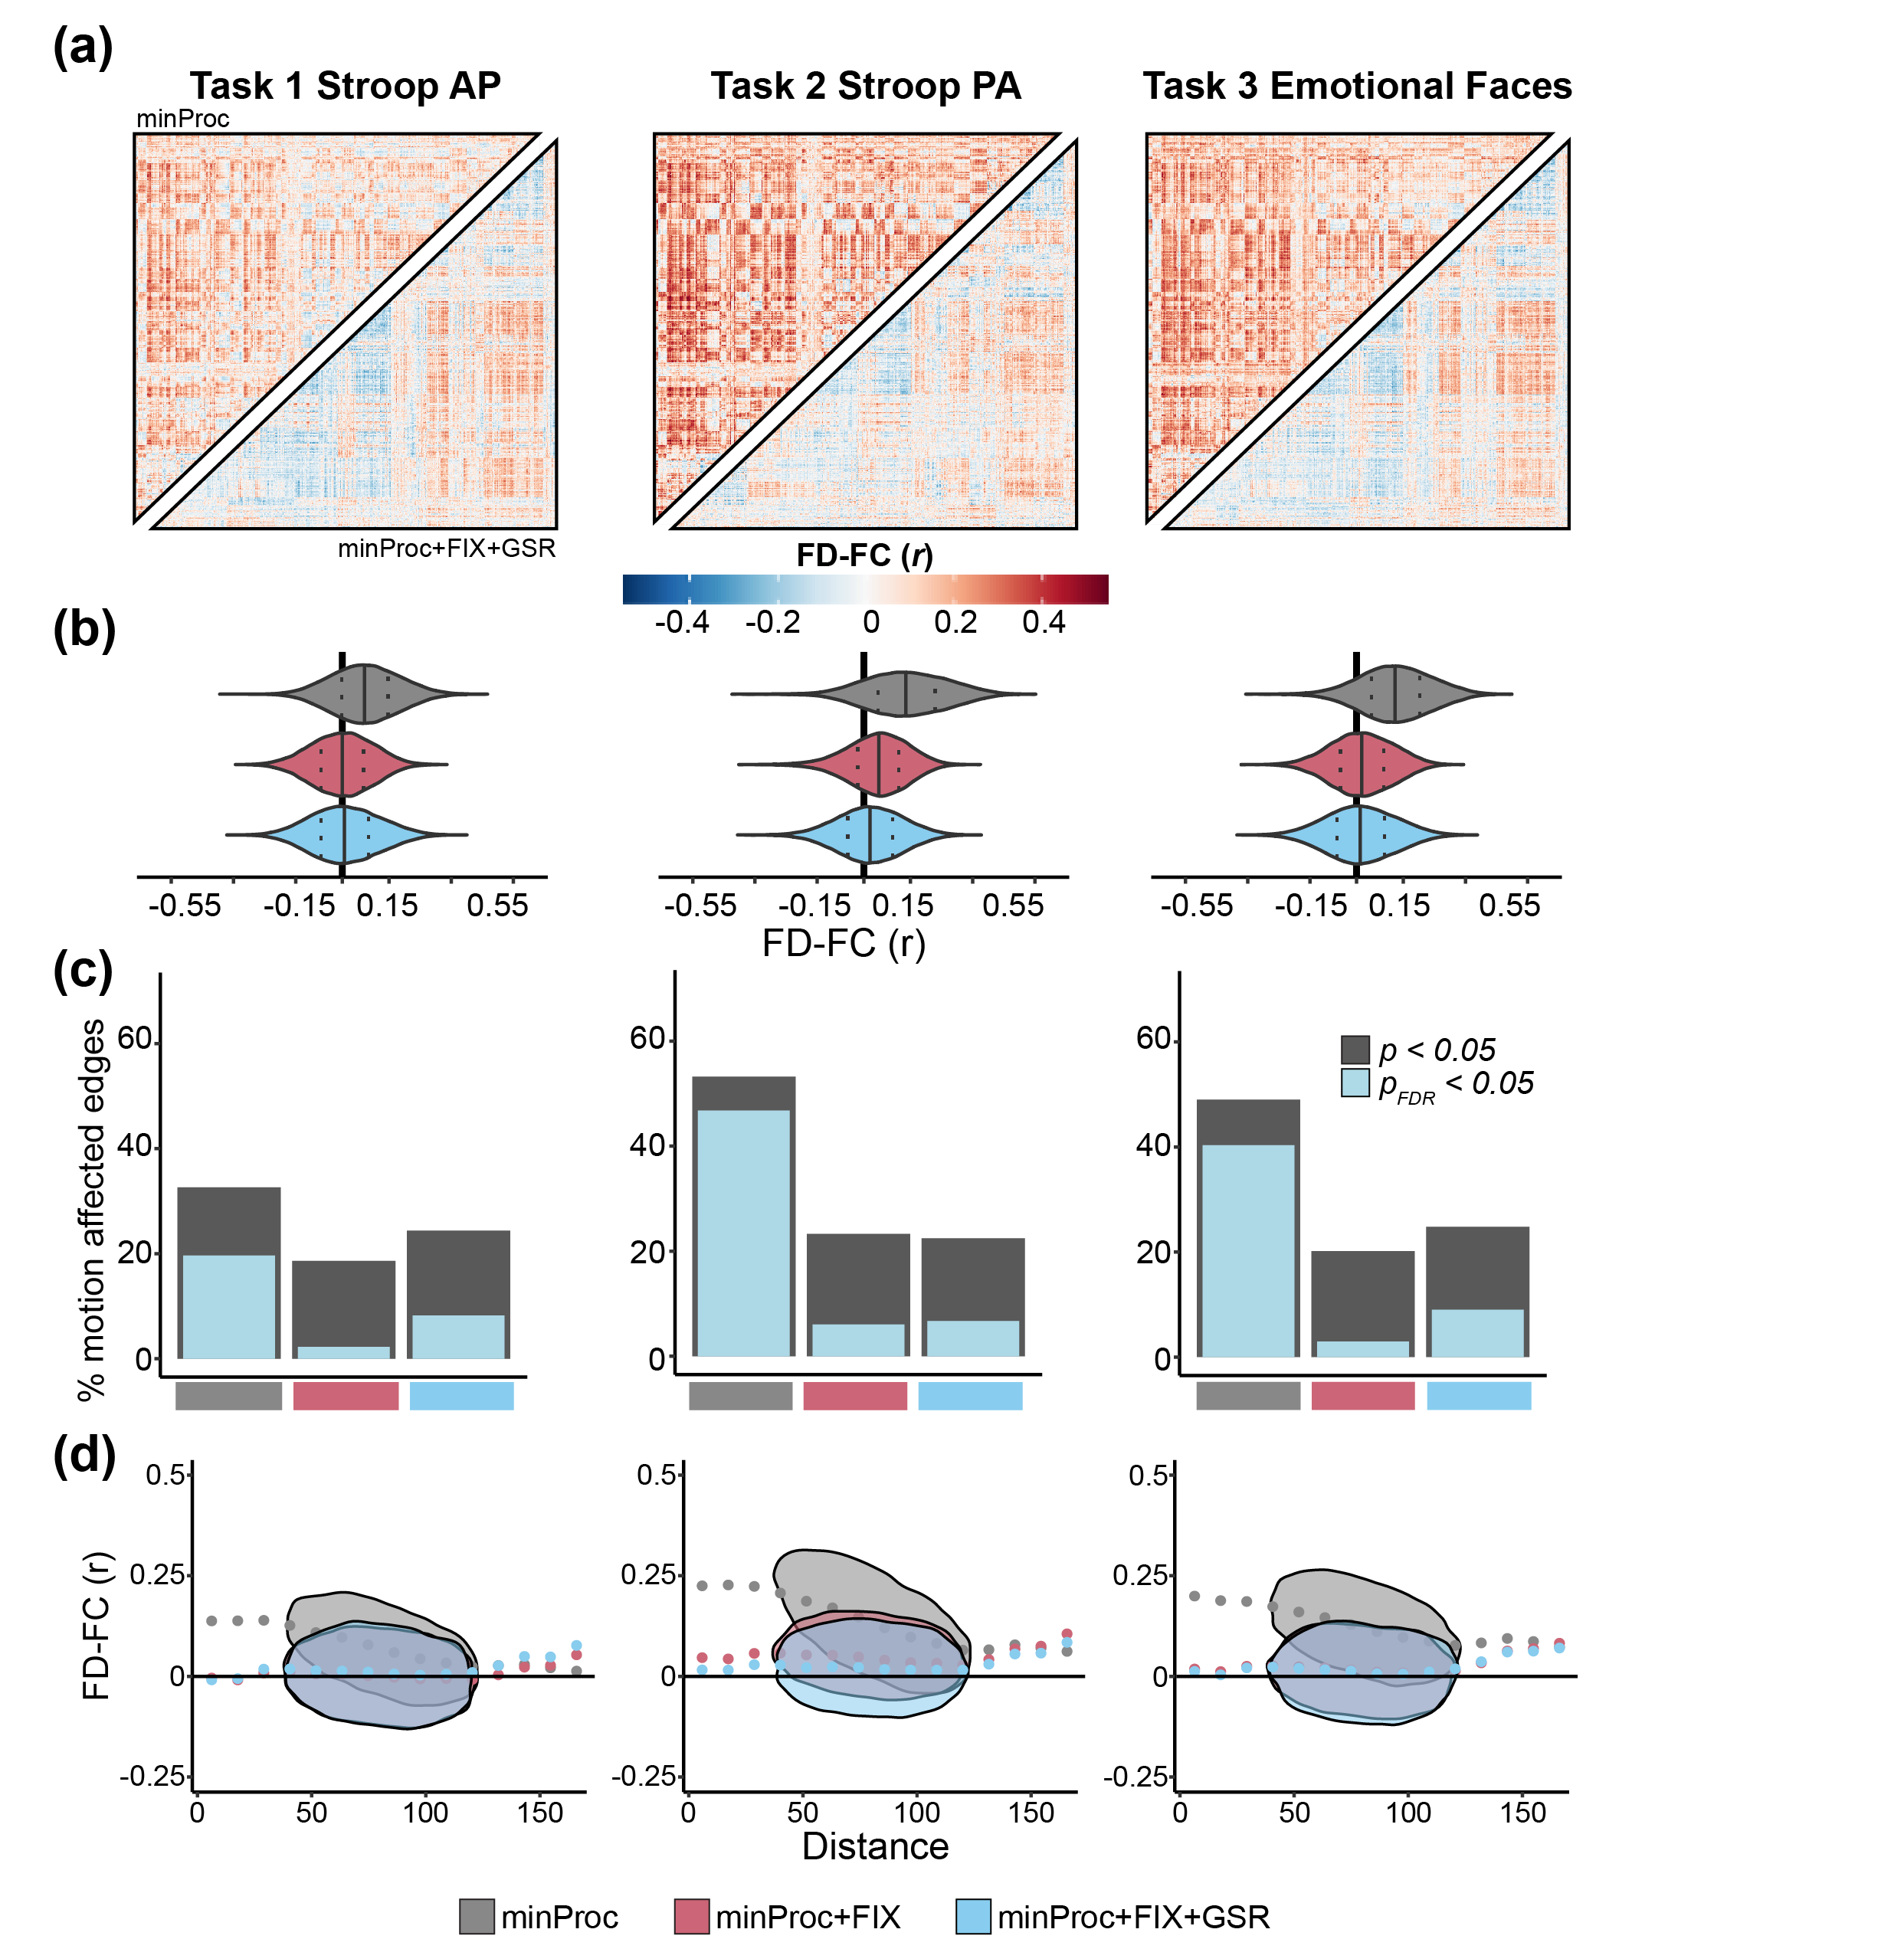 (a)
Task 1 Stroop AP Task 2 Stroop PA Task 3 Emotional Faces
minProc
minProc+FIX+GSR
FD-FC (r)
-0.4 -0.2 0 0.2 0.4
(b)
-0.55 -0.15 0.15 0.55 -0.55 -0.15 0.15 0.55 -0.55 -0.15 0.15 0.55
FD-FC (r)
(c)
% motion affected edges
60
40
20
0
60
40
20
0
60
40
20
0
p < 0.05
pFDR < 0.05
(d)
FD-FC (r)
0.5
0.25
0
-0.25
0 50 100 150
0.5
0.25
0
-0.25
0 50 100 150
0.5
0.25
0
-0.25
0 50 100 150
Distance
minProc minProc+FIX minProc+FIX+GSR